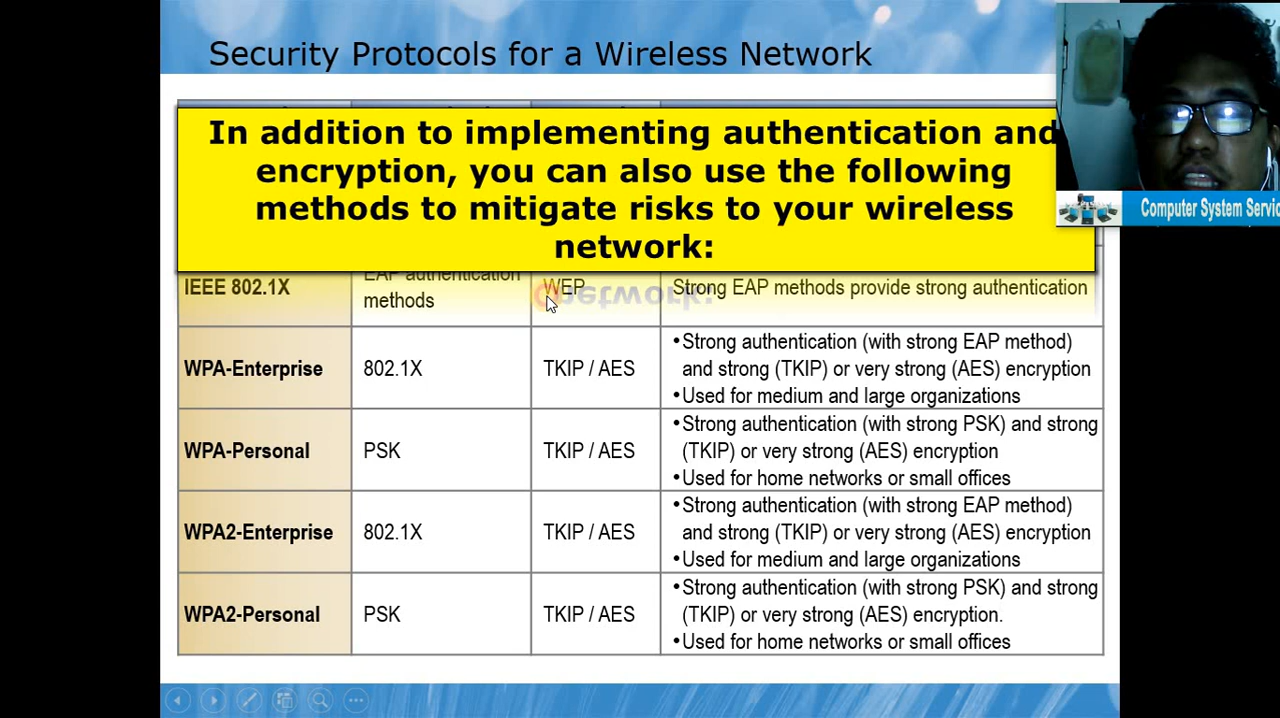 Security Protocols for a Wireless Network
In addition to implementing authentication and
encryption, you can also use the following
methods to mitigate risks to your wireless
network:
Computer System Servic
IEEE 802.1X
EAP authentication
methods
WEP
Strong EAP methods provide strong authentication
WPA-Enterprise
802.1X
TKIP / AES
•Strong authentication (with strong EAP method)
and strong (TKIP) or very strong (AES) encryption
•Used for medium and large organizations
WPA-Personal
PSK
TKIP / AES
•Strong authentication (with strong PSK) and strong
(TKIP) or very strong (AES) encryption
•Used for home networks or small offices
WPA2-Enterprise
802.1X
TKIP / AES
•Strong authentication (with strong EAP method)
and strong (TKIP) or very strong (AES) encryption
•Used for medium and large organizations
WPA2-Personal
PSK
TKIP / AES
•Strong authentication (with strong PSK) and strong
(TKIP) or very strong (AES) encryption.
•Used for home networks or small offices